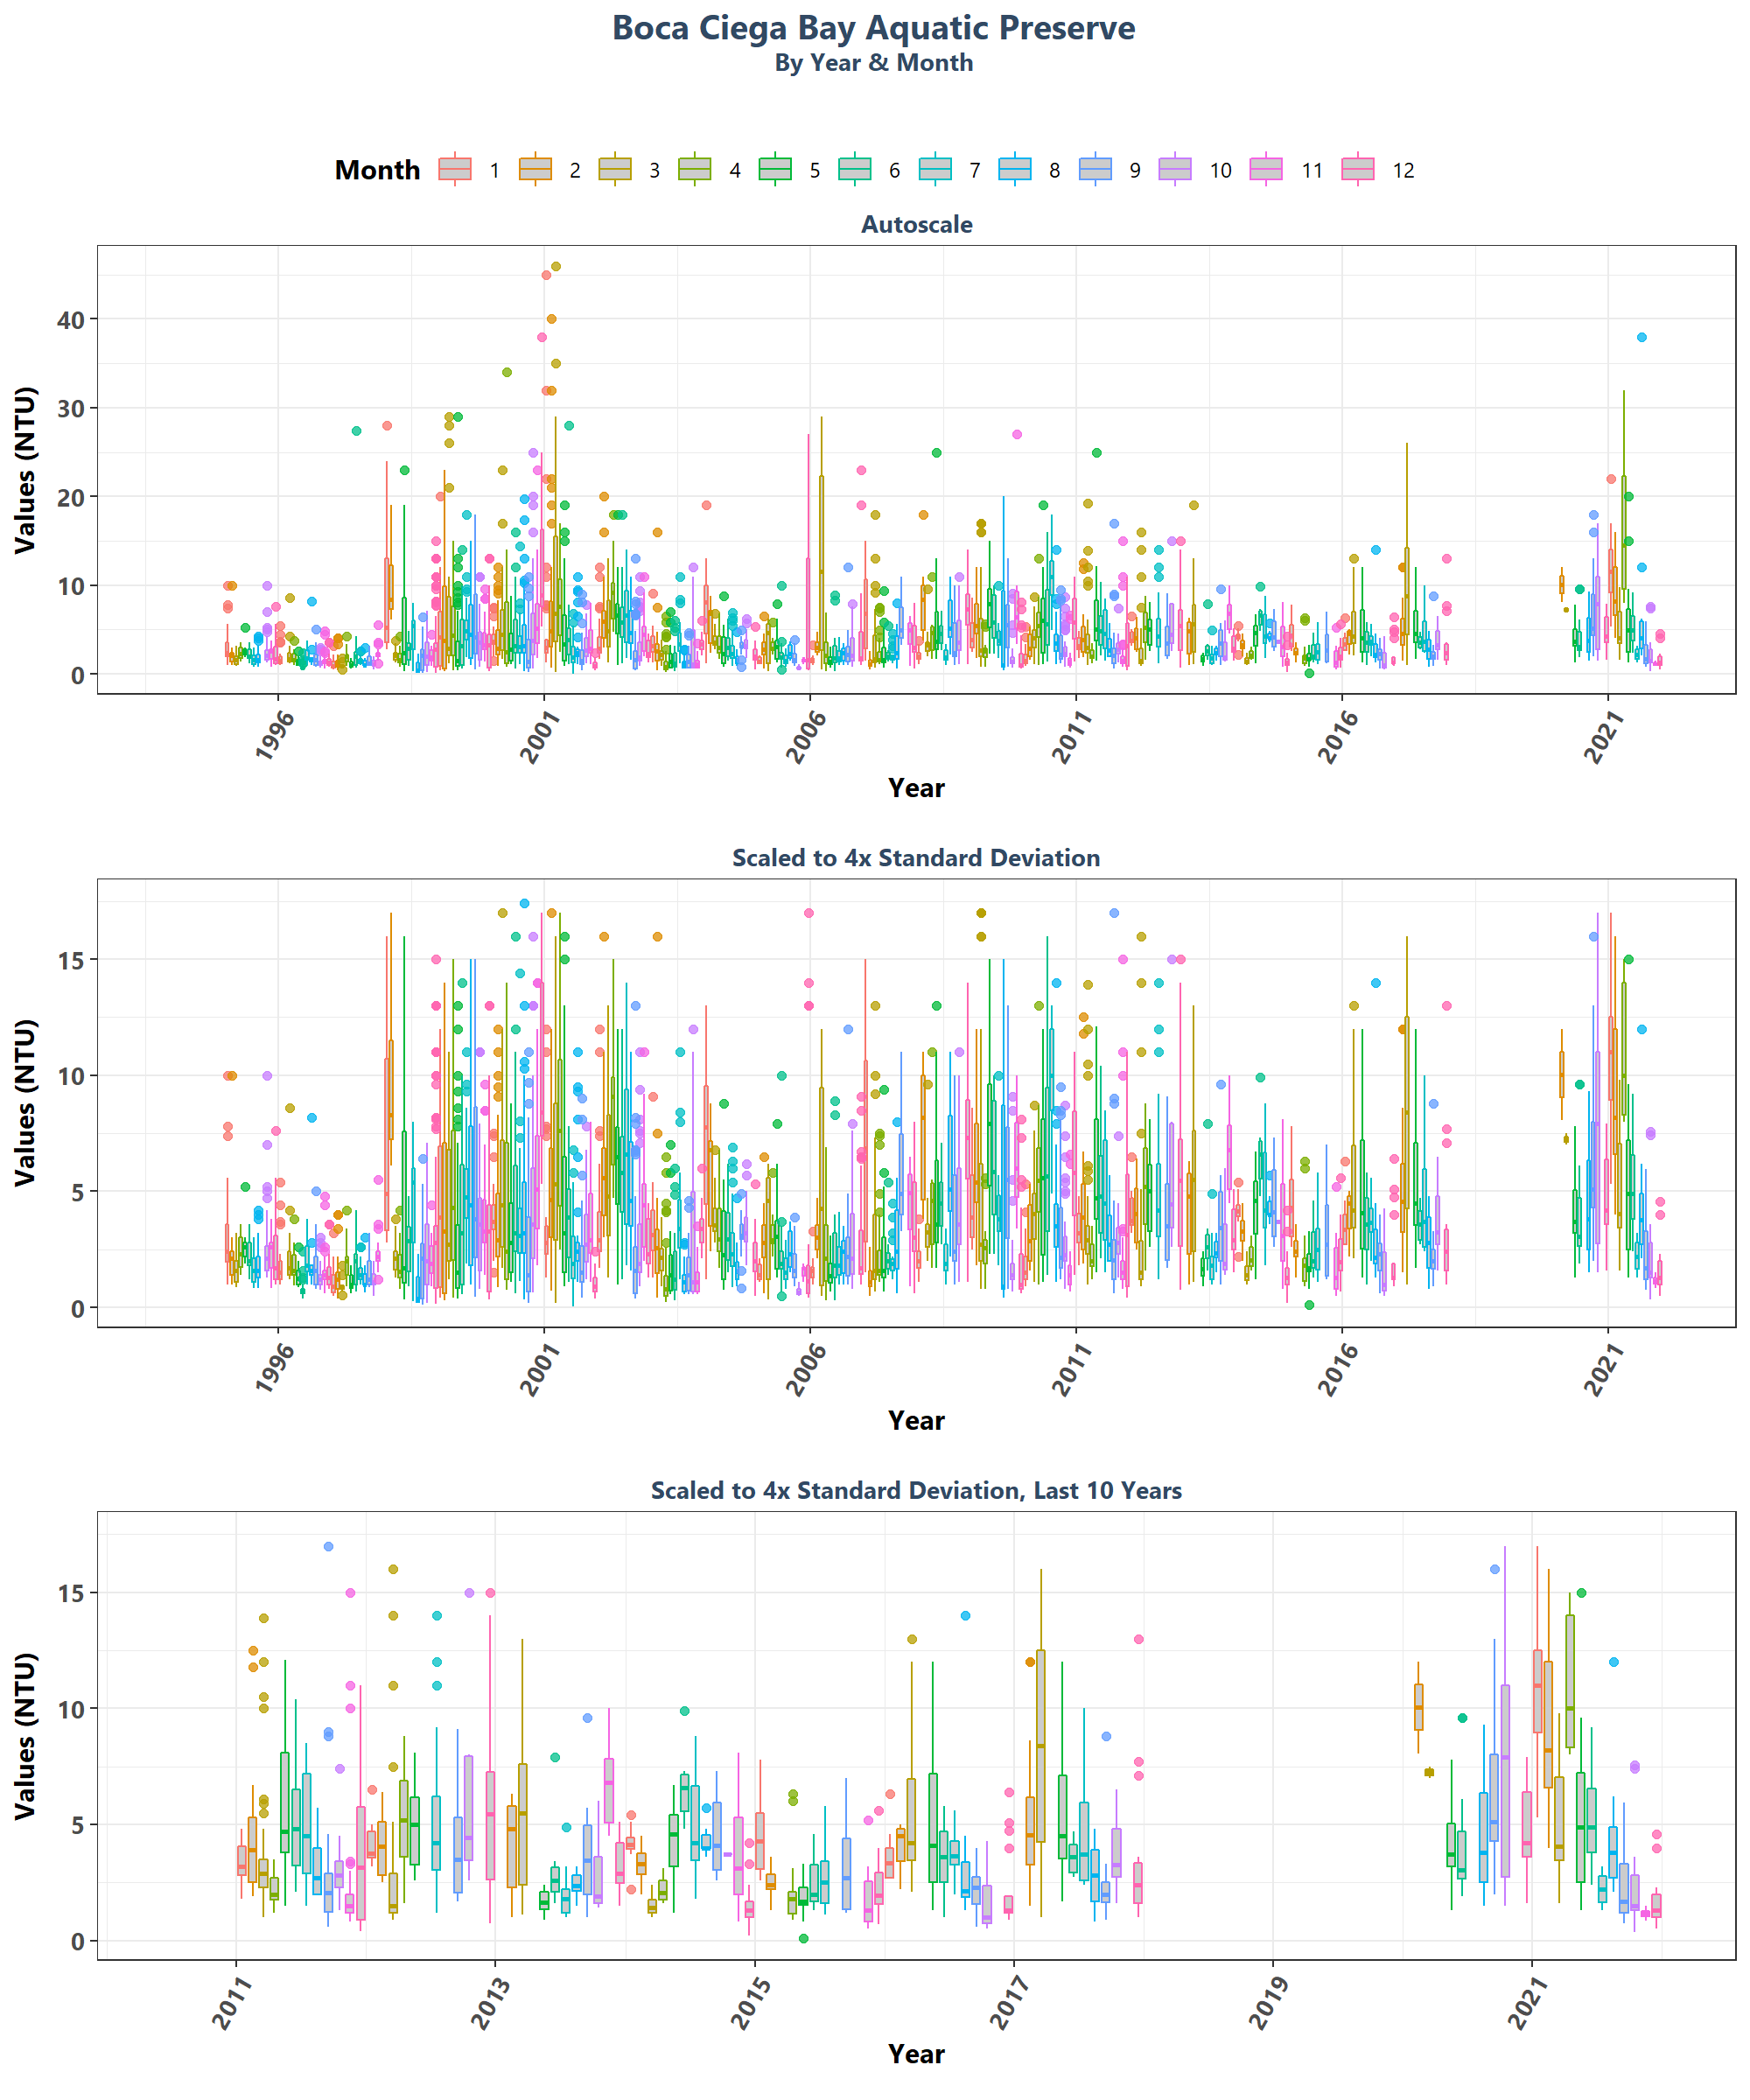 Boca Ciega Bay Aquatic Preserve
By Year & Month
Month 1 2 3 4 5 6 7 8 9 10 11 12
Autoscale
Values (NTU)
40
30
20
10
0
1996 2001 2006 2011 2016 2021
Year
Scaled to 4x Standard Deviation
Values (NTU)
15
10
5
0
1996 2001 2006 2011 2016 2021
Year
Scaled to 4x Standard Deviation, Last 10 Years
Values (NTU)
15
10
5
0
2011 2013 2015 2017 2019 2021
Year